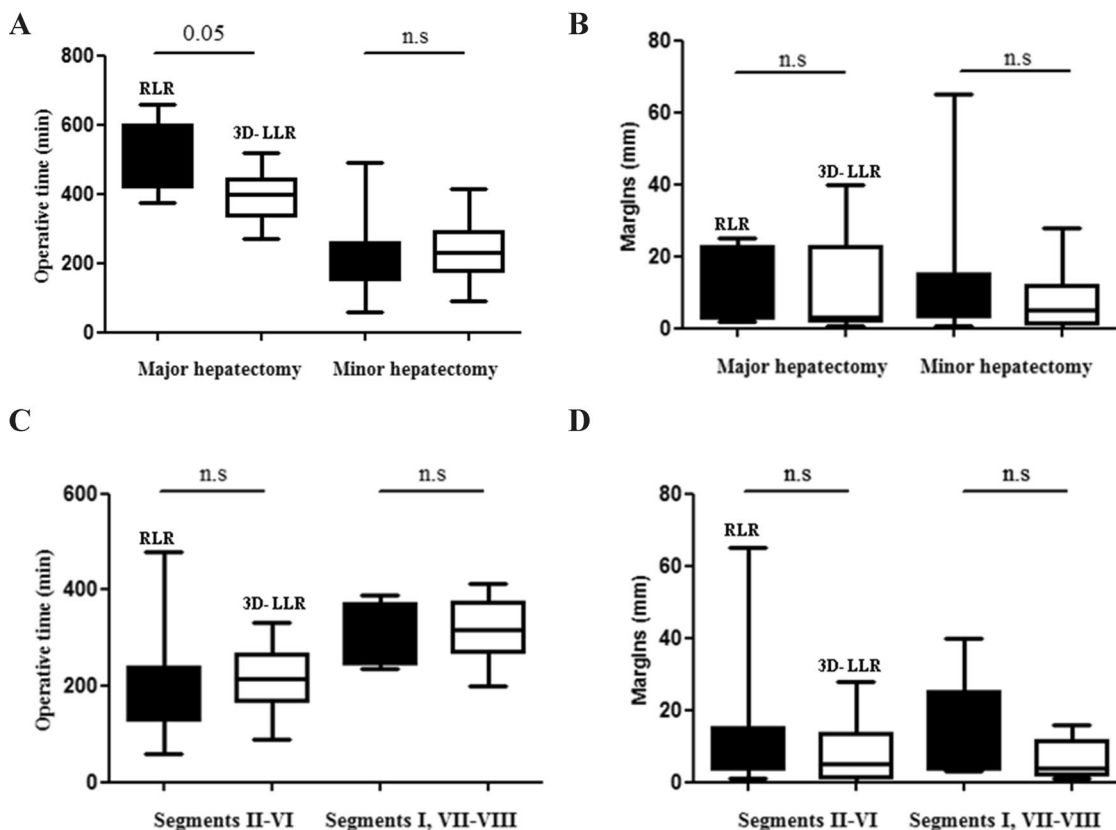 A
0.05
n.s
800
RLR
600
3D-LLR
400
200
0
Operative time (min)
Major hepatectomy
Minor hepatectomy
B
80
n.s
n.s
60
40
3D-LLR
RLR
20
0
Margins (mm)
Major hepatectomy
Minor hepatectomy
C
n.s
n.s
600
RLR
400
3D-LLR
200
0
Operative time (min)
Segments II-VI
Segments I, VII-VIII
D
n.s
n.s
80
RLR
60
40
3D-LLR
20
0
Margins (mm)
Segments II-VI
Segments I, VII-VIII